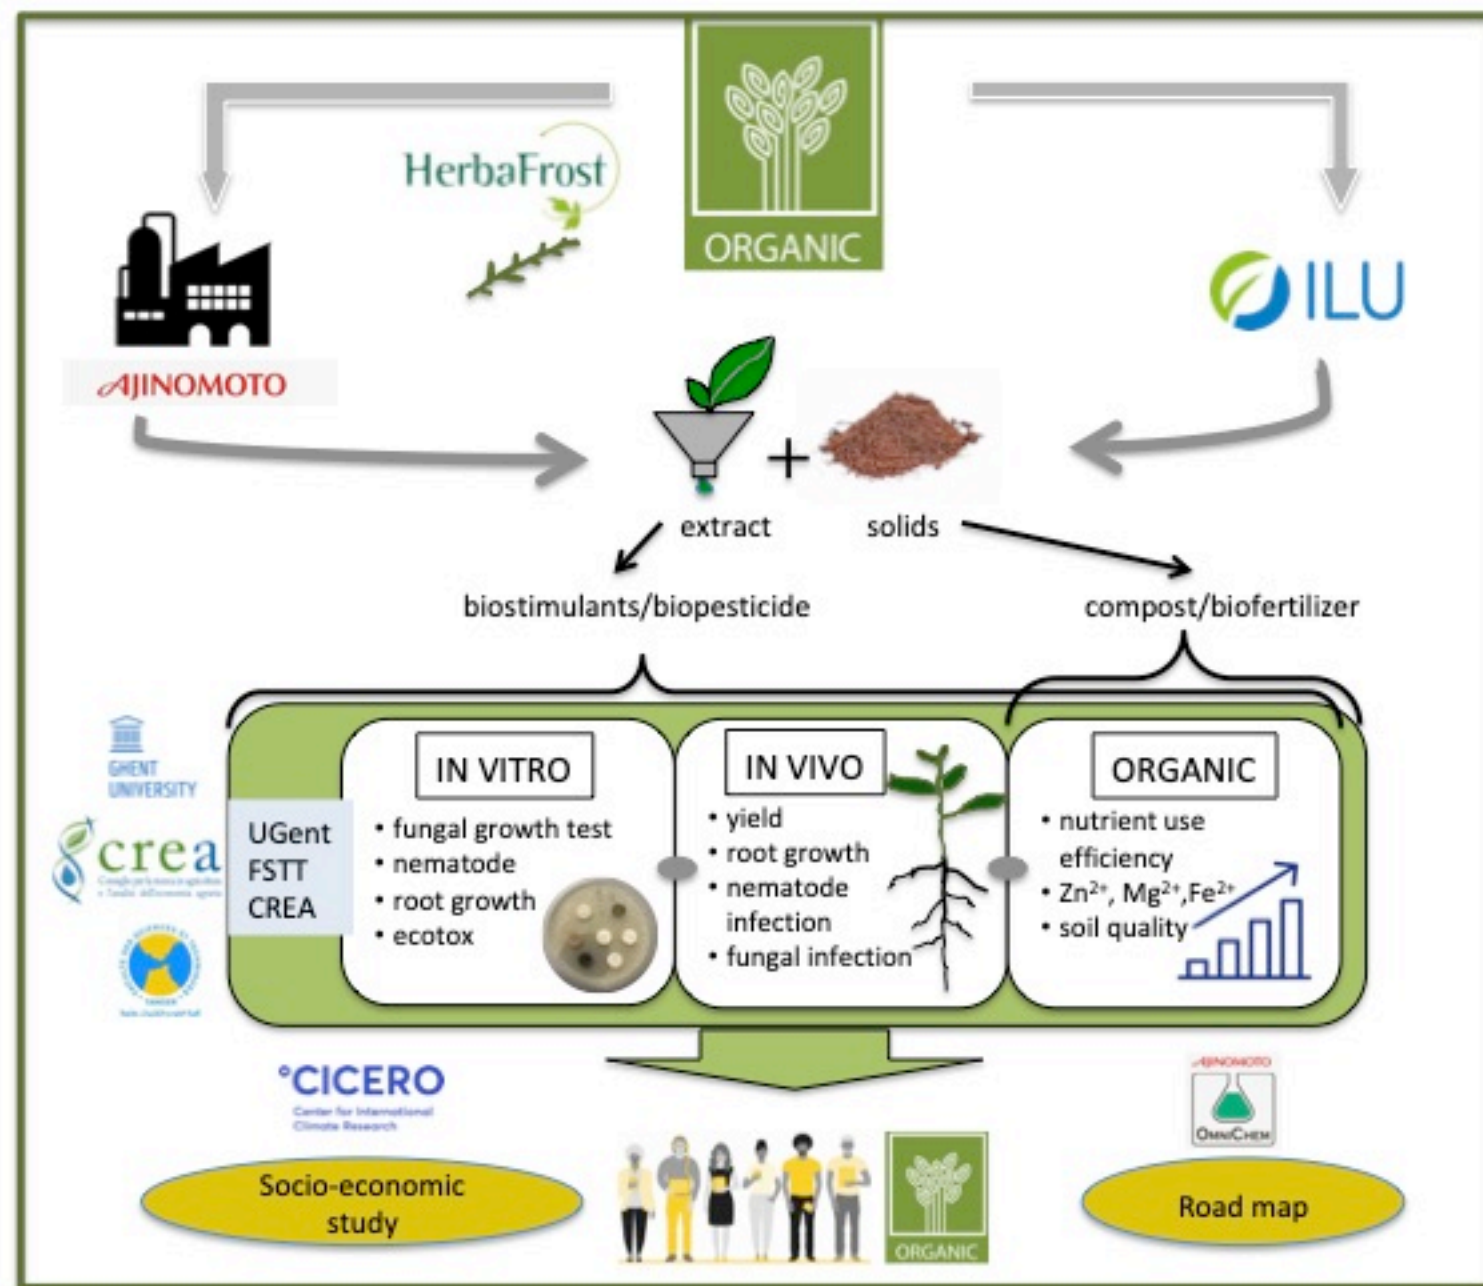 HerbaFrost
ORGANIC
AJINOMOTO
ILU
+
extract
solids
biostimulants/biopesticide
compost/biofertilizer
GHENT
UNIVERSITY
crea
UGent
FSTT
CREA
IN VITRO
• fungal growth test
• nematode
• root growth
• ecotox
IN VIVO
• yield
• root growth
• nematode
infection
• fungal infection
ORGANIC
• nutrient use
efficiency
• Zn²⁺, Mg²⁺,Fe²⁺
• soil quality
°CICERO
Center for International
Climate Research
Socio-economic
study
ORGANIC
AJINOMOTO
OMNICHEM
Road map